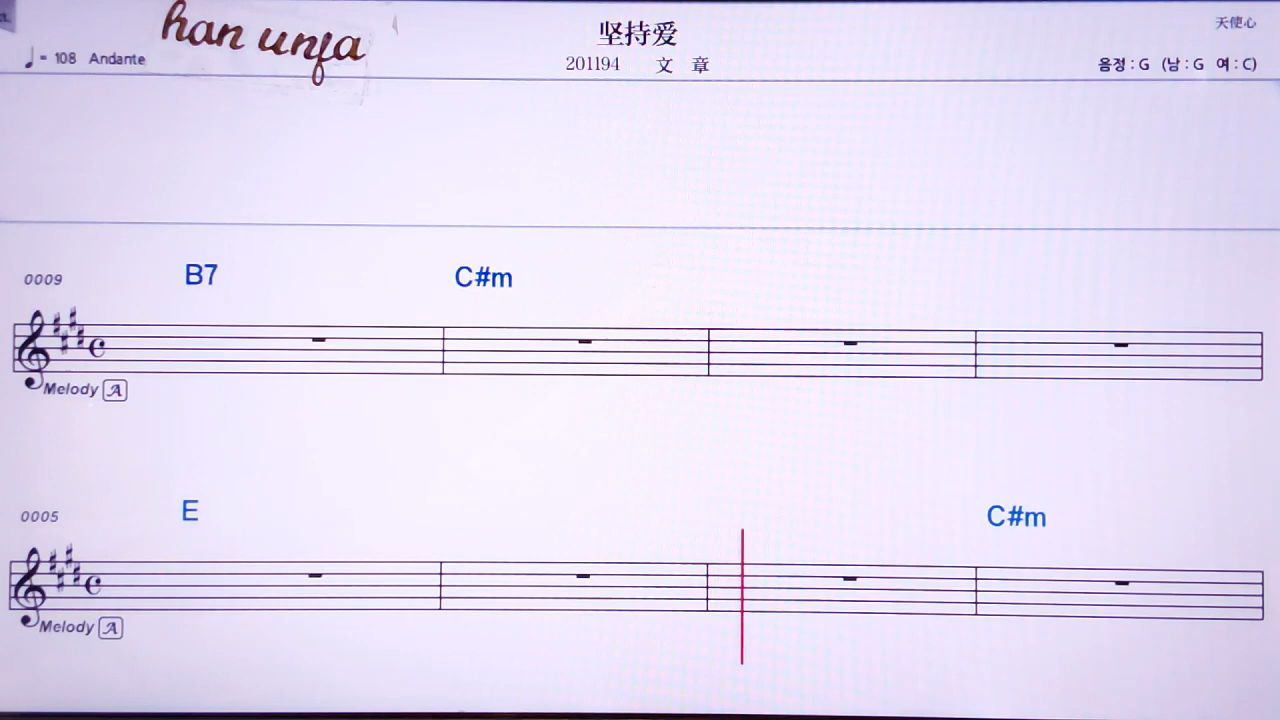 han unfa
坚持爱
天使心
♩= 108 Andante
201194 文 章
음정 : G (남 : G 여 : C)
0009 B7 C#m
Melody A
0005 E C#m
Melody A